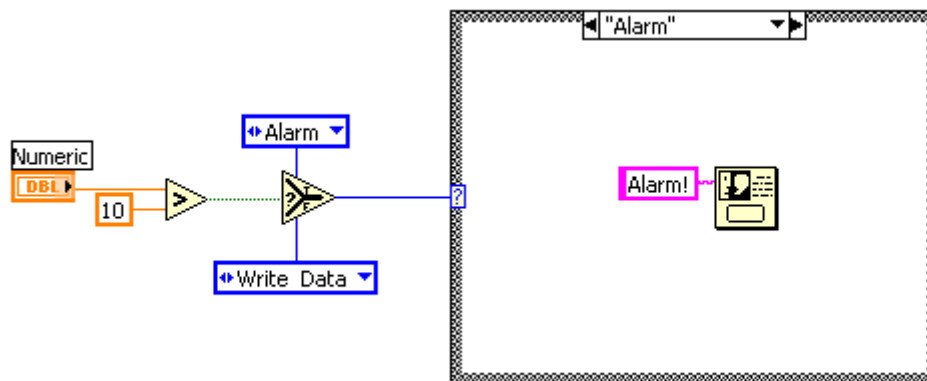 "Alarm"
Alarm
Numeric
DBL
10
>
?
T
F
?
Alarm!
Write Data